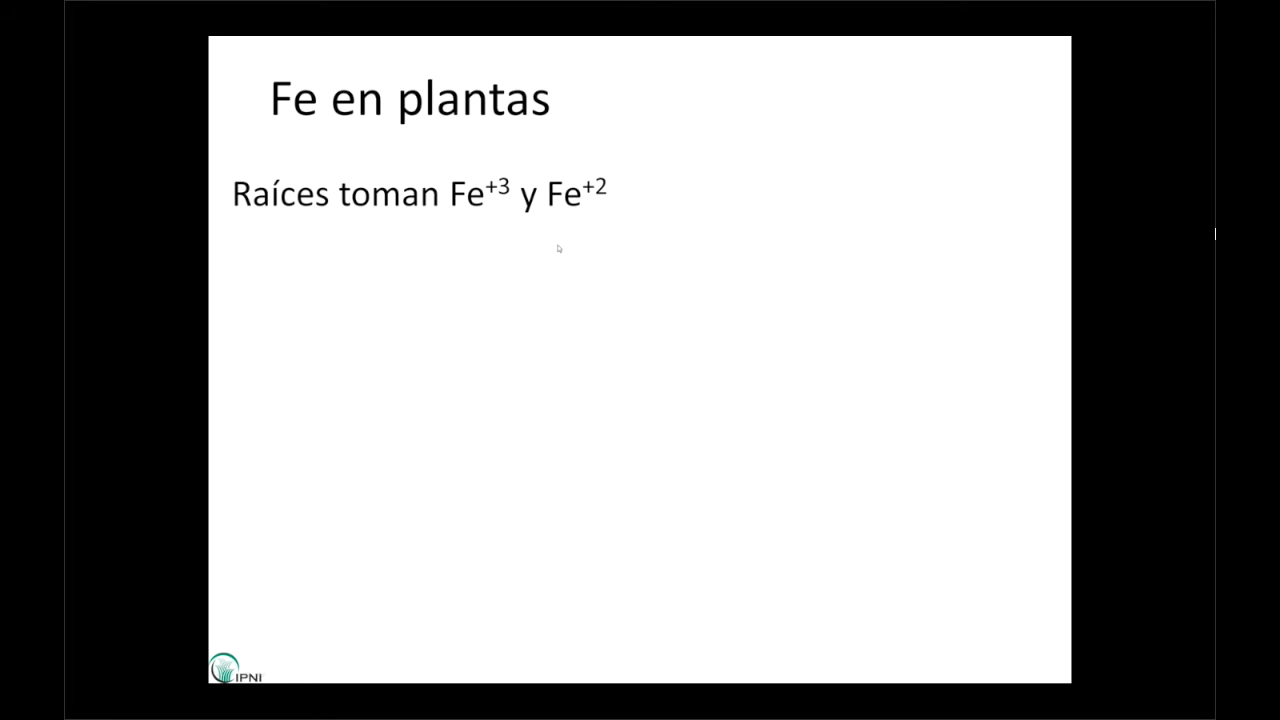 Fe en plantas
Raíces toman Fe⁺³ y Fe⁺²
IPNI